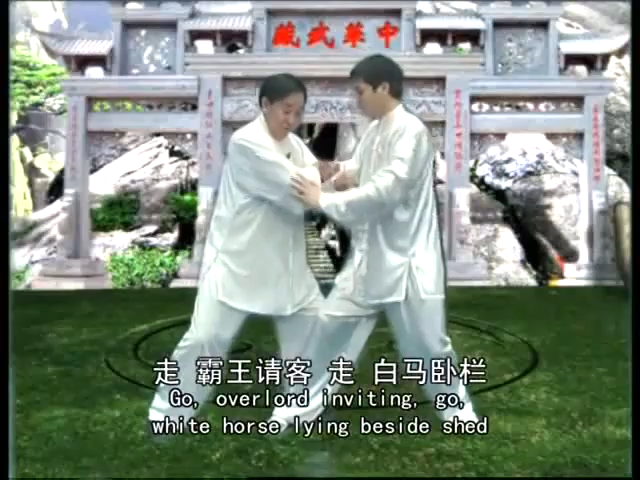 中華武藏
走 霸王请客 走 白马卧栏
Go, overlord inviting, go,
white horse lying beside shed